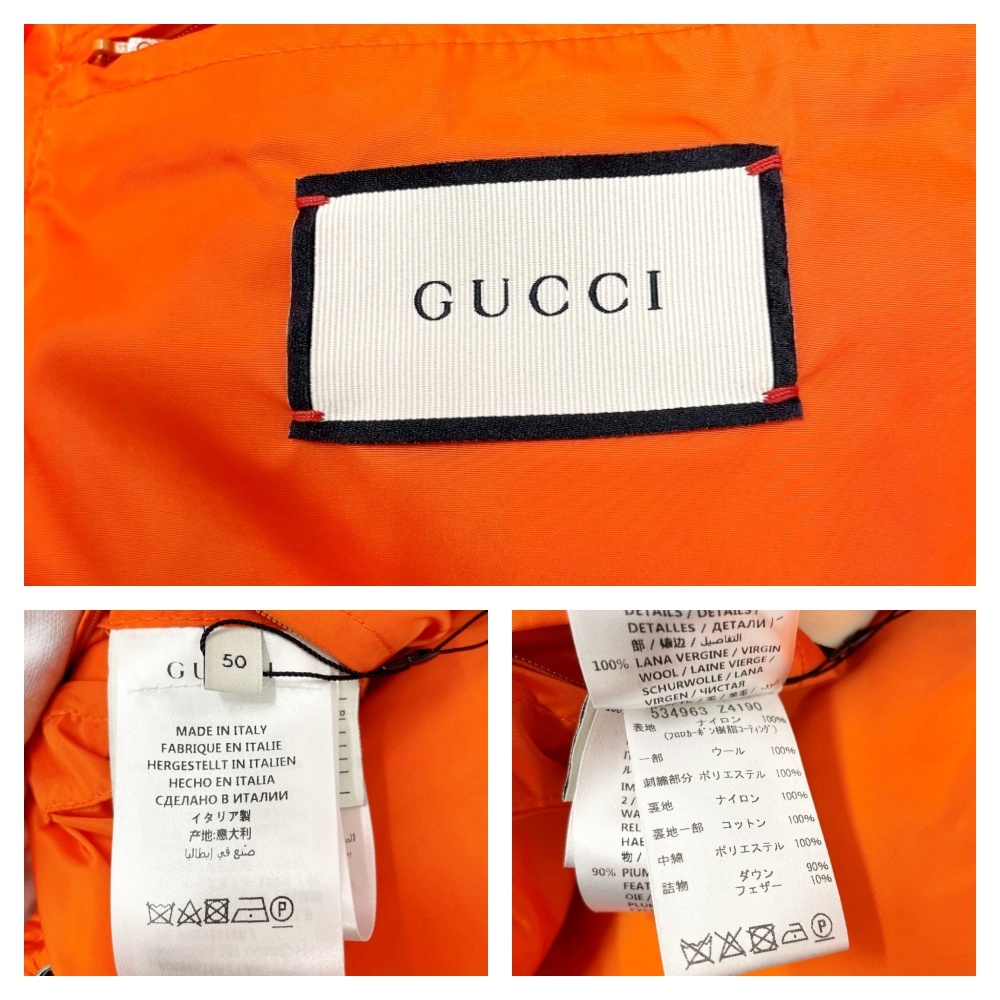 GUCCI
50
MADE IN ITALY
FABRIQUE EN ITALIE
HERGESTELLT IN ITALIEN
HECHO EN ITALIA
СДЕЛАНО В ИТАЛИИ
イタリア製
产地:意大利
صنع في إيطاليا
P
DETAILS / DETAILS /
DETALLES / ДЕТАЛИ /
部 / 镶边 / التفاصيل
100% LANA VERGINE / VIRGIN
WOOL / LAINE VIERGE /
SCHURWOLLE / LANA
VIRGEN / ЧИСТАЯ
534963 Z4190
表地 ナイロン 100%
(フロロカーボン樹脂コーティング)
一部 ウール 100%
刺繍部分 ポリエステル 100%
裏地 ナイロン 100%
裏地一部 コットン 100%
中綿 ポリエステル 100%
詰物 ダウン 90%
フェザー 10%
90% PIUM
FEAT
OIE /
P